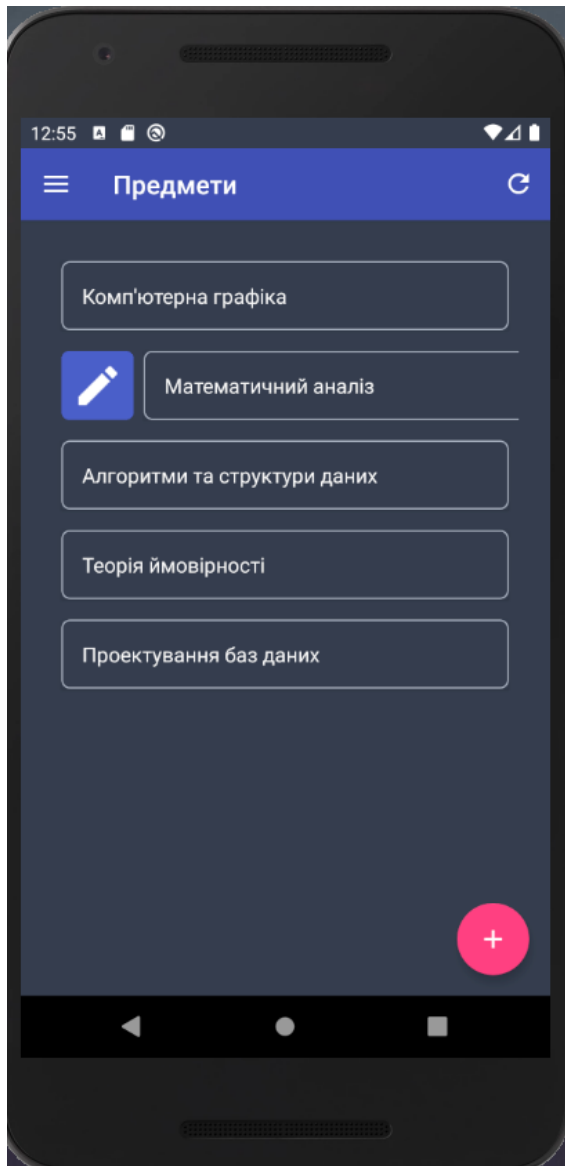 12:55
Предмети
Комп'ютерна графіка
Математичний аналіз
Алгоритми та структури даних
Теорія ймовірності
Проектування баз даних